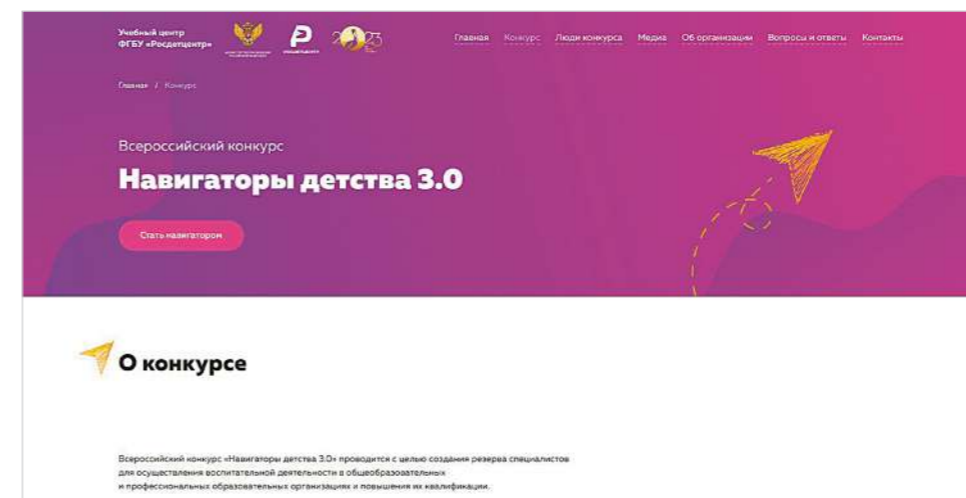 Учебный центр
ФГБУ «Росдетцентр»
2023
Главная Конкурс Люди конкурса Медиа Об организации Вопросы и ответы Контакты
Главная / Конкурс
Всероссийский конкурс
Навигаторы детства 3.0
Стать навигатором
О конкурсе
Всероссийский конкурс «Навигаторы детства 3.0» проводится с целью создания резерва специалистов
для осуществления воспитательной деятельности в общеобразовательных
и профессиональных образовательных организациях и повышения их квалификации.